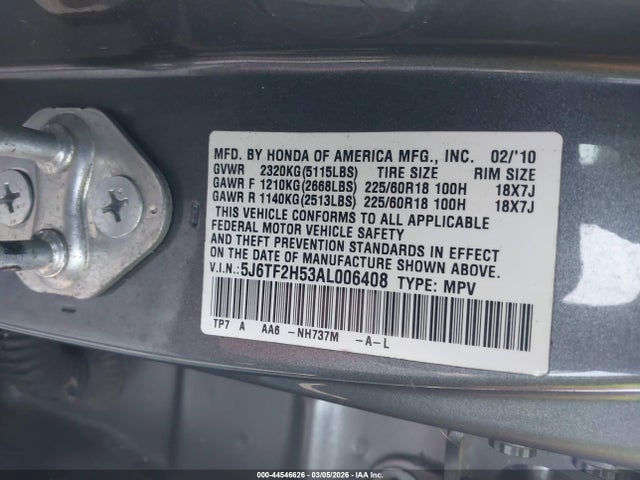 MFD. BY HONDA OF AMERICA MFG., INC. 02/'10
GVWR 2320KG(5115LBS) TIRE SIZE RIM SIZE
GAWR F 1210KG(2668LBS) 225/60R18 100H 18X7J
GAWR R 1140KG(2513LBS) 225/60R18 100H 18X7J
THIS VEHICLE CONFORMS TO ALL APPLICABLE
FEDERAL MOTOR VEHICLE SAFETY
AND THEFT PREVENTION STANDARDS IN EFFECT
ON THE DATE OF MANUFACTURE SHOWN ABOVE.
V.I.N.: 5J6TF2H53AL006408 TYPE: MPV
TP7 A AA6 -NH737M -A-L
000-44546626 - 03/05/2026 - IAA Inc.